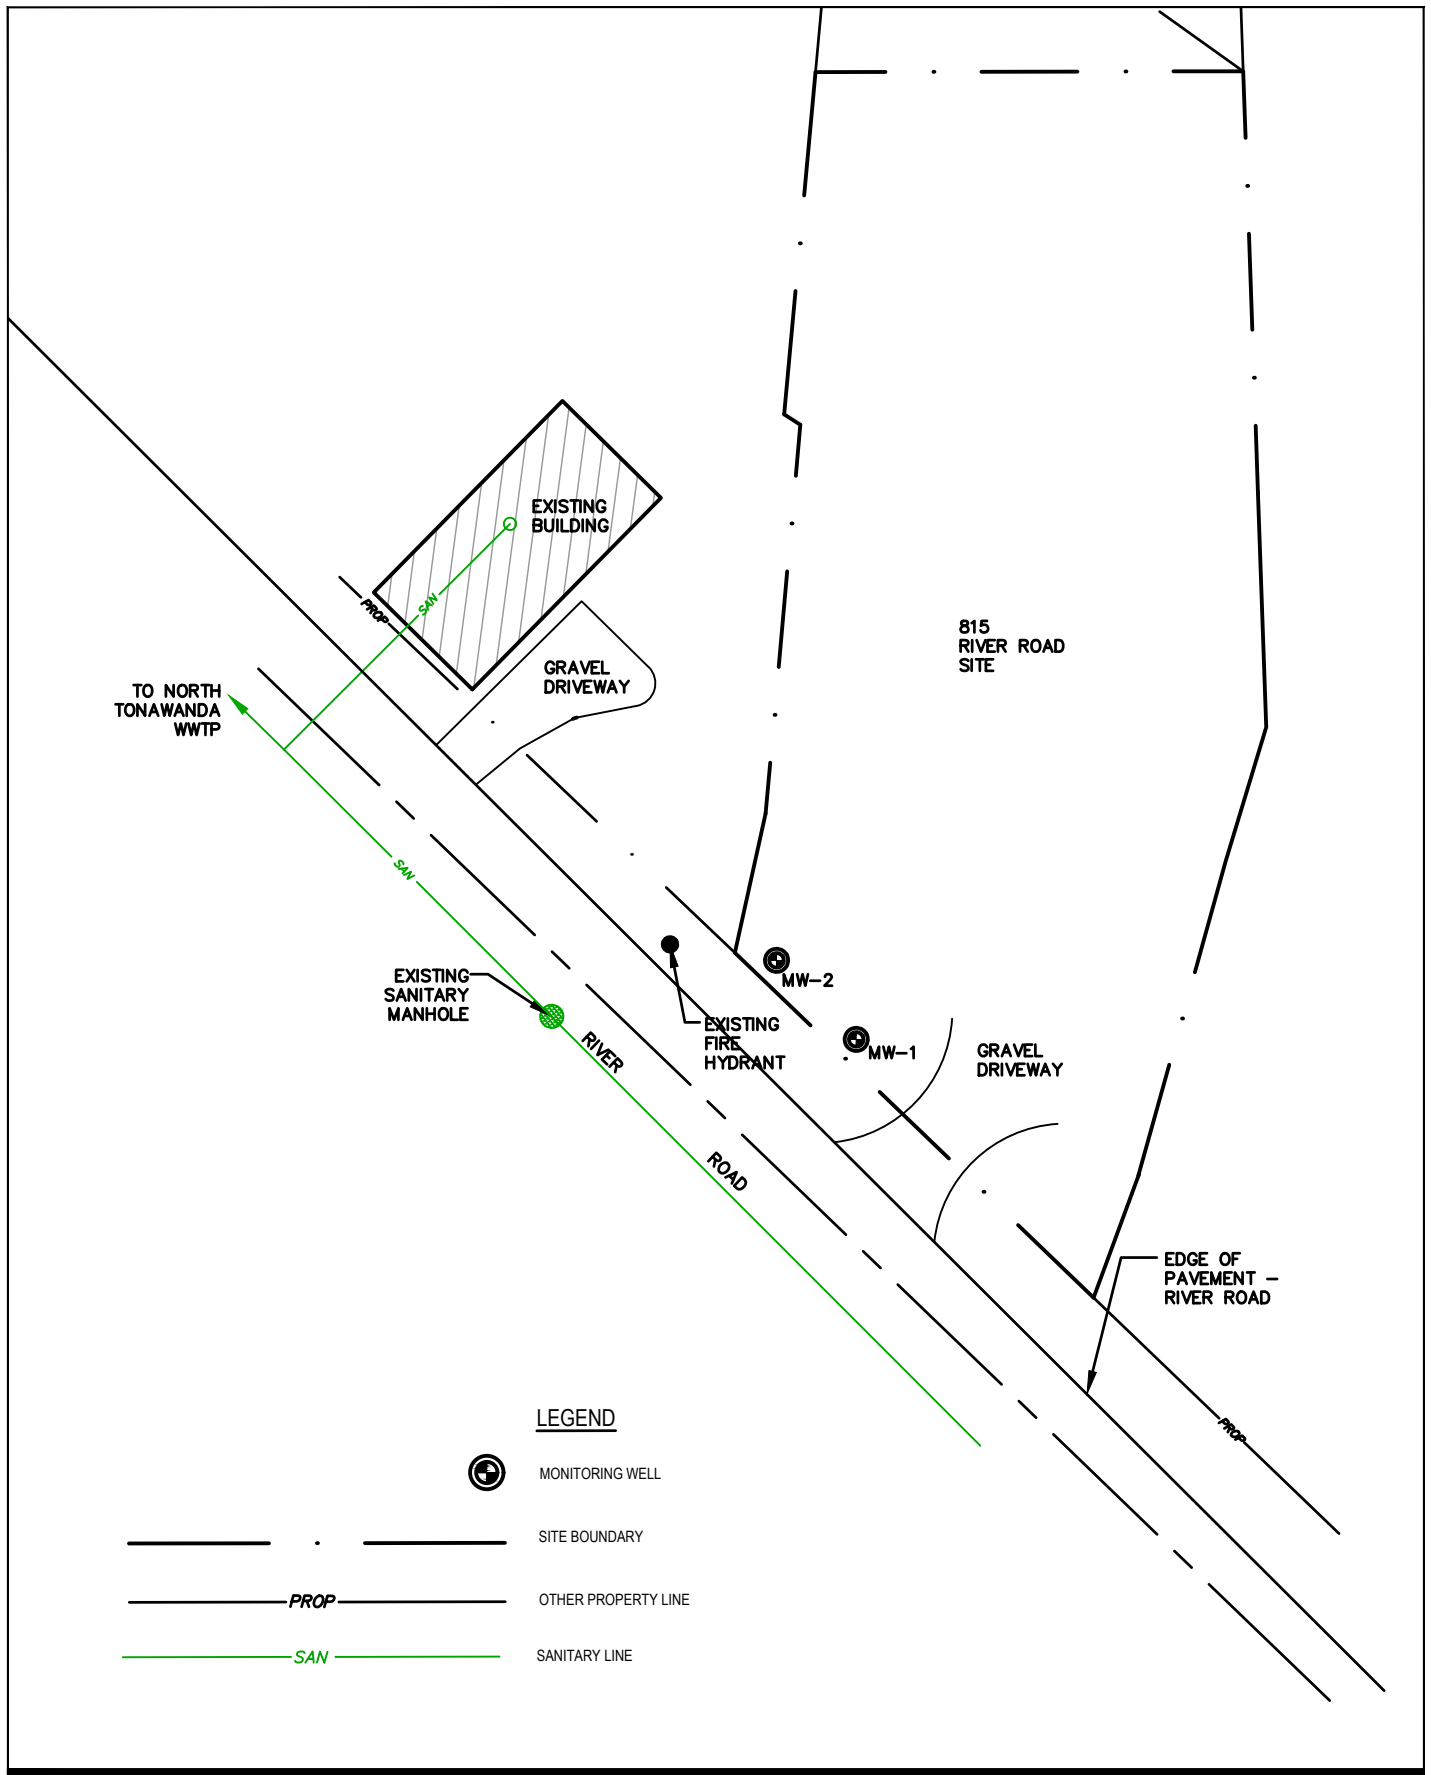 EXISTING
BUILDING
SAN
PROP
815
RIVER ROAD
SITE
GRAVEL
DRIVEWAY
TO NORTH
TONAWANDA
WWTP
SAN
EXISTING
SANITARY
MANHOLE
MW-2
EXISTING
FIRE
HYDRANT
MW-1
GRAVEL
DRIVEWAY
RIVER
ROAD
EDGE OF
PAVEMENT -
RIVER ROAD
PROP
LEGEND
MONITORING WELL
SITE BOUNDARY
PROP
OTHER PROPERTY LINE
SAN
SANITARY LINE